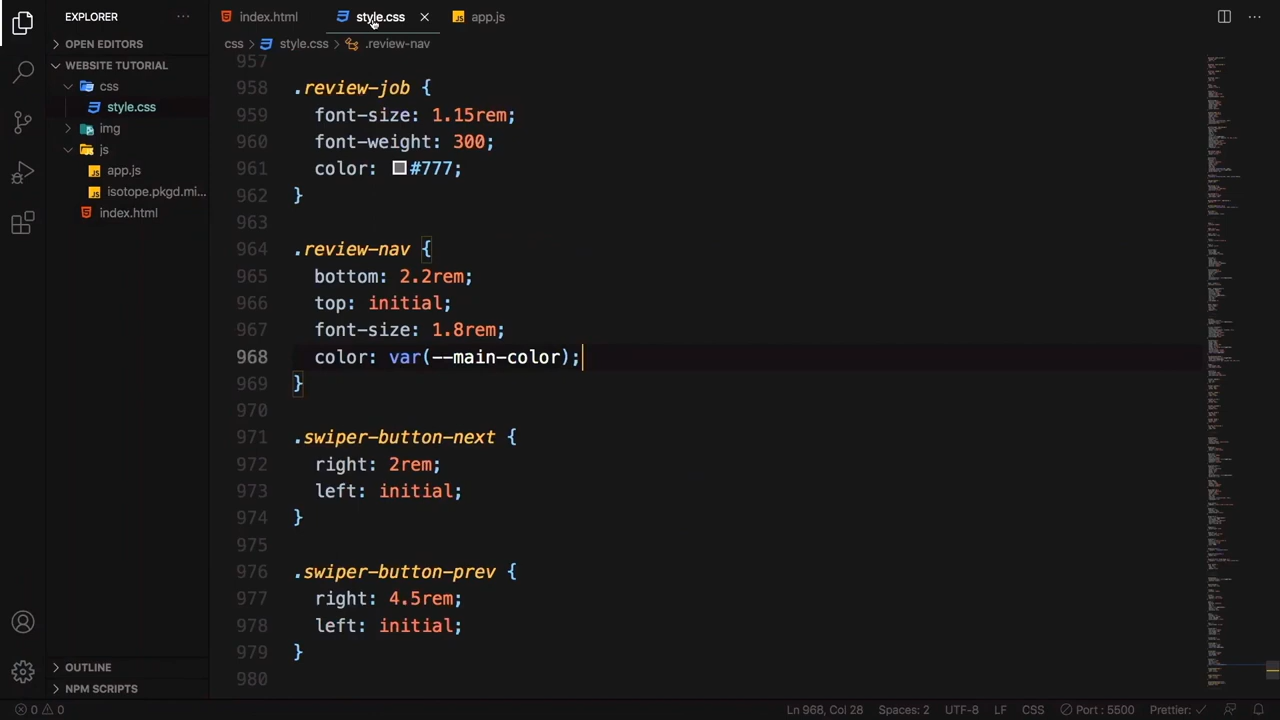 EXPLORER
index.html
style.css
app.js
OPEN EDITORS
css
style.css
.review-nav
WEBSITE TUTORIAL
css
style.css
img
js
app.js
isotope.pkgd.mi...
index.html
OUTLINE
NPM SCRIPTS
957
958 .review-job {
959 font-size: 1.15rem;
960 font-weight: 300;
961 color: #777;
962 }
963
964 .review-nav {
965 bottom: 2.2rem;
966 top: initial;
967 font-size: 1.8rem;
968 color: var(--main-color);
969 }
970
971 .swiper-button-next {
972 right: 2rem;
973 left: initial;
974 }
975
976 .swiper-button-prev {
977 right: 4.5rem;
978 left: initial;
979 }
980
0 0 Ln 968, Col 28 Spaces: 2 UTF-8 LF CSS Port : 5500 Prettier: ✓